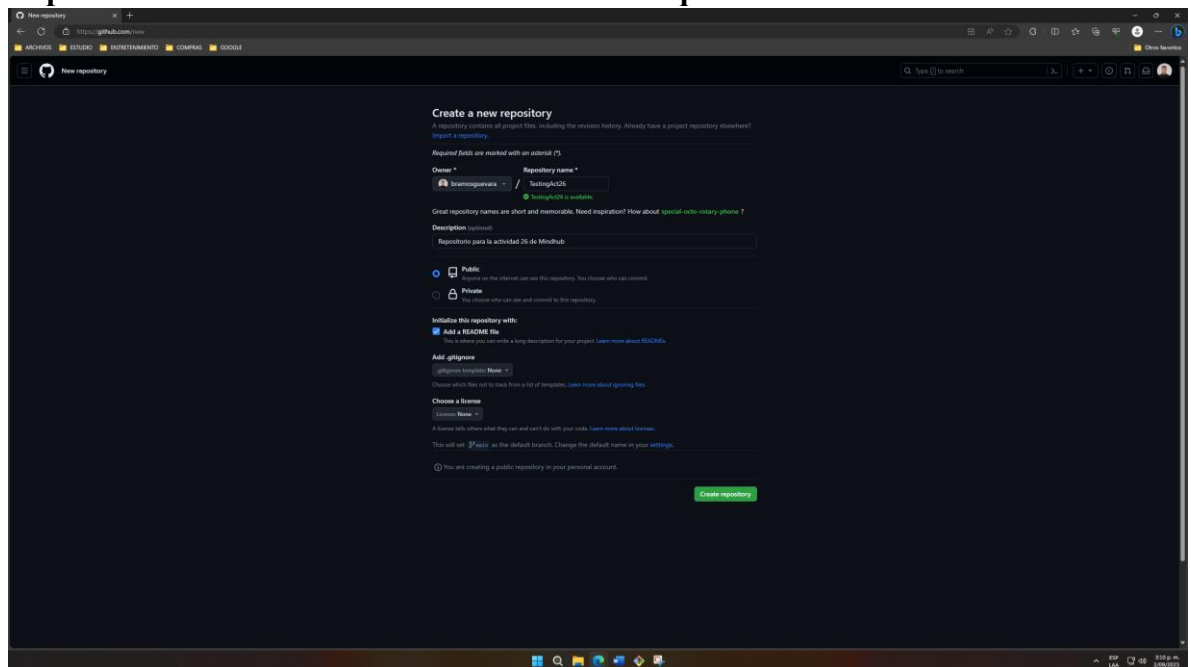 New repository
https://github.com/new
ARCHIVOS ESTUDIO ENTRETENIMIENTO COMPRAS GOOGLE
Otros favoritos
New repository
Type / to search
Create a new repository
A repository contains all project files, including the revision history. Already have a project repository elsewhere?
Import a repository.
Required fields are marked with an asterisk (*).
Owner * Repository name *
bramosguevara / TestingAct26
TestingAct26 is available.
Great repository names are short and memorable. Need inspiration? How about special-octo-rotary-phone ?
Description (optional)
Repositorio para la actividad 26 de Mindhub
Public
Anyone on the internet can see this repository. You choose who can commit.
Private
You choose who can see and commit to this repository.
Initialize this repository with:
Add a README file
This is where you can write a long description for your project. Learn more about READMEs.
Add .gitignore
.gitignore template: None
Choose which files not to track from a list of templates. Learn more about ignoring files.
Choose a license
License: None
A license tells others what they can and can't do with your code. Learn more about licenses.
This will set main as the default branch. Change the default name in your settings.
You are creating a public repository in your personal account.
Create repository
ESP
LAA
3:10 p. m.
2/09/2023